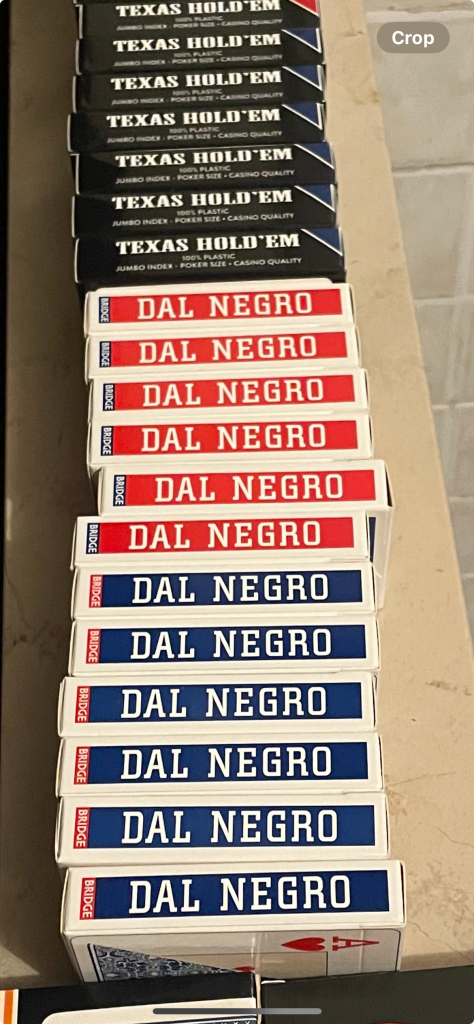 Crop
TEXAS HOLD'EM
100% PLASTIC
JUMBO INDEX - POKER SIZE • CASINO QUALITY
TEXAS HOLD'EM
100% PLASTIC
JUMBO INDEX - POKER SIZE • CASINO QUALITY
TEXAS HOLD'EM
100% PLASTIC
JUMBO INDEX - POKER SIZE • CASINO QUALITY
TEXAS HOLD'EM
100% PLASTIC
JUMBO INDEX - POKER SIZE • CASINO QUALITY
TEXAS HOLD'EM
100% PLASTIC
JUMBO INDEX - POKER SIZE • CASINO QUALITY
TEXAS HOLD'EM
100% PLASTIC
JUMBO INDEX - POKER SIZE • CASINO QUALITY
TEXAS HOLD'EM
100% PLASTIC
JUMBO INDEX - POKER SIZE • CASINO QUALITY
BRIDGE DAL NEGRO
BRIDGE DAL NEGRO
BRIDGE DAL NEGRO
BRIDGE DAL NEGRO
BRIDGE DAL NEGRO
BRIDGE DAL NEGRO
BRIDGE DAL NEGRO
BRIDGE DAL NEGRO
BRIDGE DAL NEGRO
BRIDGE DAL NEGRO
BRIDGE DAL NEGRO
BRIDGE DAL NEGRO
A